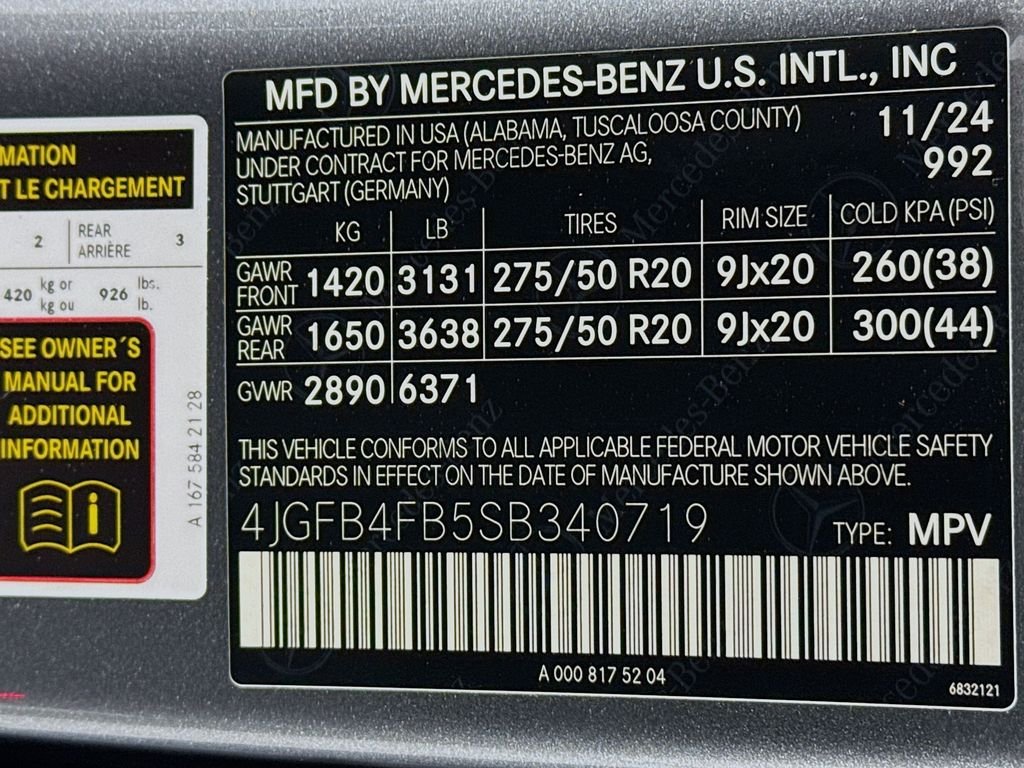 MATION
T LE CHARGEMENT
2 REAR ARRIÈRE 3
420 kg or kg ou 926 lbs. lb.
SEE OWNER´S
MANUAL FOR
ADDITIONAL
INFORMATION
A 167 584 21 28
MFD BY MERCEDES-BENZ U.S. INTL., INC
MANUFACTURED IN USA (ALABAMA, TUSCALOOSA COUNTY) 11/24
UNDER CONTRACT FOR MERCEDES-BENZ AG, 992
STUTTGART (GERMANY)
KG LB TIRES RIM SIZE COLD KPA (PSI)
GAWR FRONT 1420 3131 275/50 R20 9Jx20 260(38)
GAWR REAR 1650 3638 275/50 R20 9Jx20 300(44)
GVWR 2890 6371
THIS VEHICLE CONFORMS TO ALL APPLICABLE FEDERAL MOTOR VEHICLE SAFETY
STANDARDS IN EFFECT ON THE DATE OF MANUFACTURE SHOWN ABOVE.
4JGFB4FB5SB340719 TYPE: MPV
A 000 817 52 04
6832121